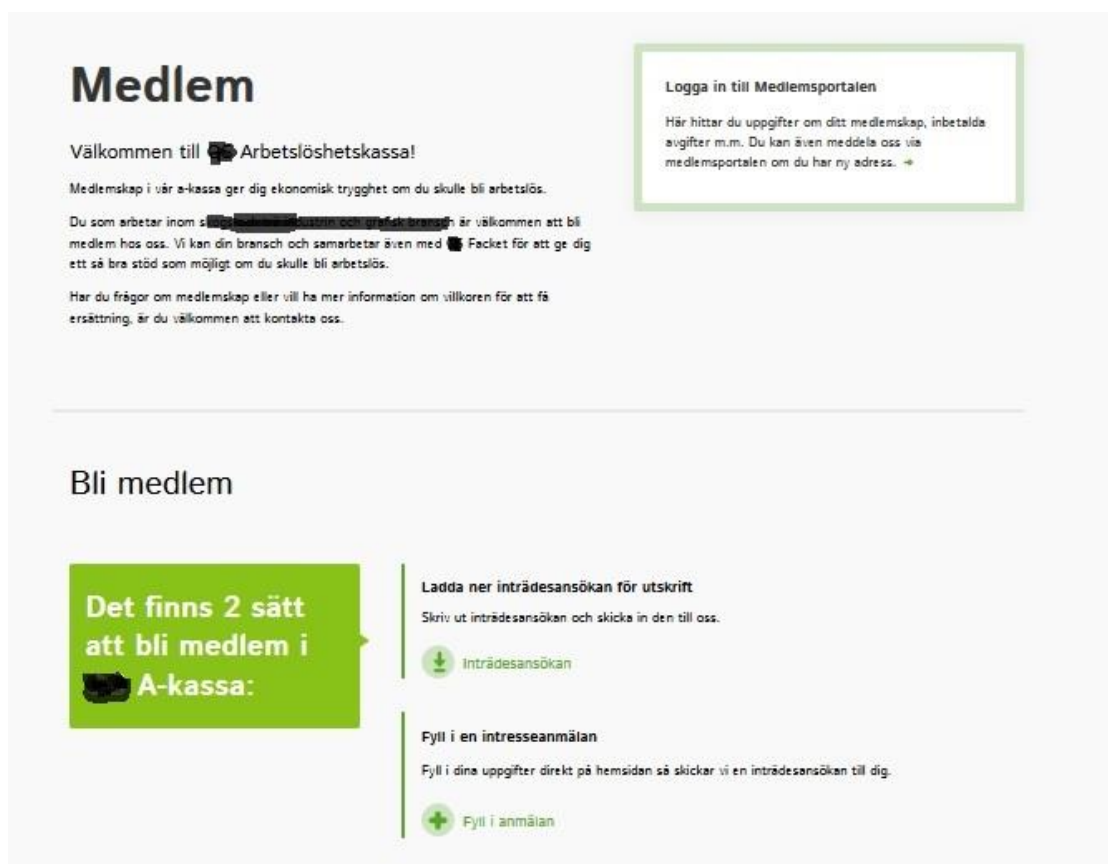 Medlem
Välkommen till Arbetslöshetskassa!
Medlemskap i vår a-kassa ger dig ekonomisk trygghet om du skulle bli arbetslös.
Du som arbetar inom och är välkommen att bli
medlem hos oss. Vi kan din bransch och samarbetar även med Facket för att ge dig
ett så bra stöd som möjligt om du skulle bli arbetslös.
Har du frågor om medlemskap eller vill ha mer information om villkoren för att få
ersättning, är du välkommen att kontakta oss.
Logga in till Medlemsportalen
Här hittar du uppgifter om ditt medlemskap, inbetalda
avgifter m.m. Du kan även meddela oss via
medlemsportalen om du har ny adress.
Bli medlem
Det finns 2 sätt
att bli medlem i
A-kassa:
Ladda ner inträdesansökan för utskrift
Skriv ut inträdesansökan och skicka in den till oss.
Inträdesansökan
Fyll i en intresseanmälan
Fyll i dina uppgifter direkt på hemsidan så skickar vi en inträdesansökan till dig.
Fyll i anmälan